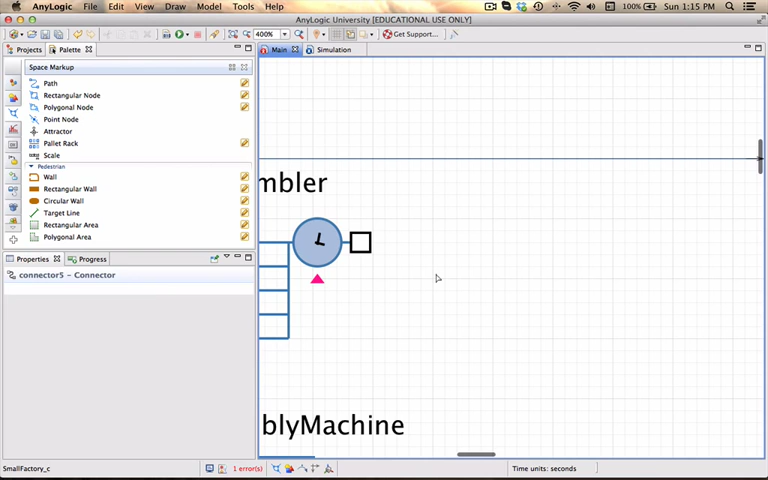 AnyLogic File Edit View Draw Model Tools Help 100% Sun 1:15 PM
AnyLogic University [EDUCATIONAL USE ONLY]
400% Get Support...
Projects Palette Main Simulation
Space Markup
Path
Rectangular Node
Polygonal Node
Point Node
Attractor
Pallet Rack
Scale
Pedestrian
Wall
Rectangular Wall
Circular Wall
Target Line
Rectangular Area
Polygonal Area
mbler
Properties Progress
connector5 - Connector
blyMachine
SmallFactory_c 1 error(s) Time units: seconds